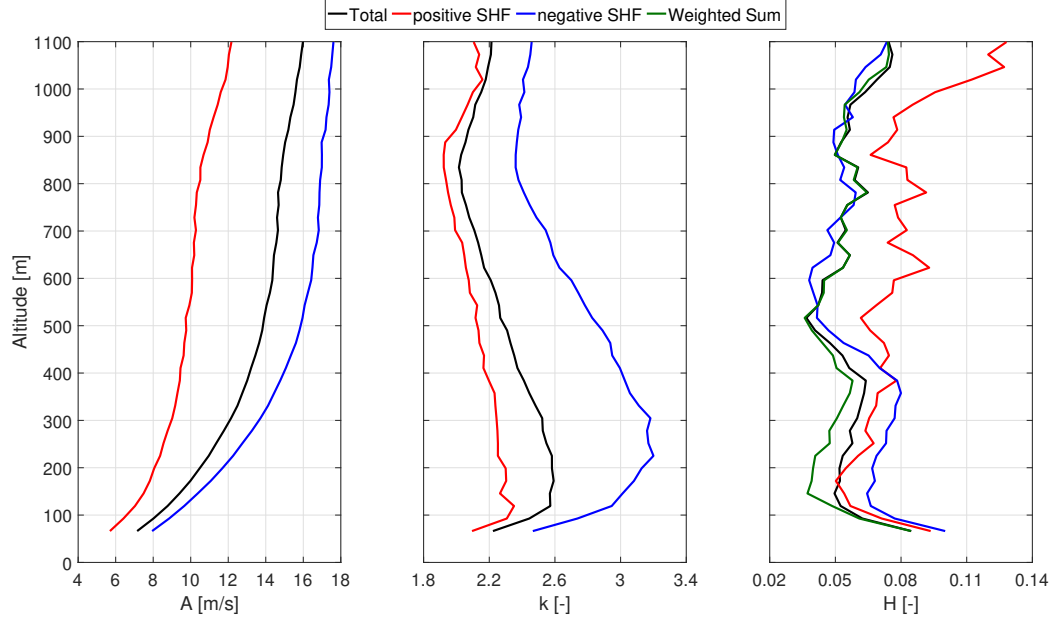 Total positive SHF negative SHF Weighted Sum
1100
1000
900
800
700
600
500
400
300
200
100
0
Altitude [m]
4 6 8 10 12 14 16 18
A [m/s]
1.8 2.2 2.6 3 3.4
k [-]
0.02 0.05 0.08 0.11 0.14
H [-]